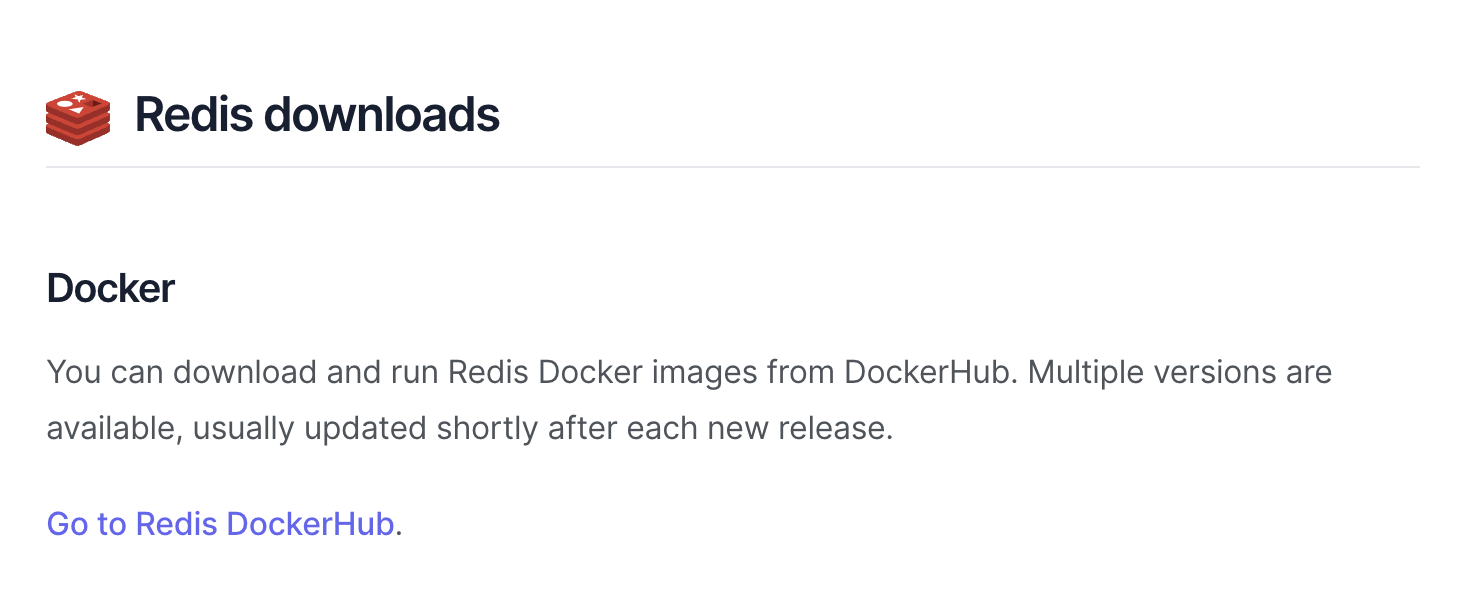 Redis downloads
Docker
You can download and run Redis Docker images from DockerHub. Multiple versions are
available, usually updated shortly after each new release.
Go to Redis DockerHub.